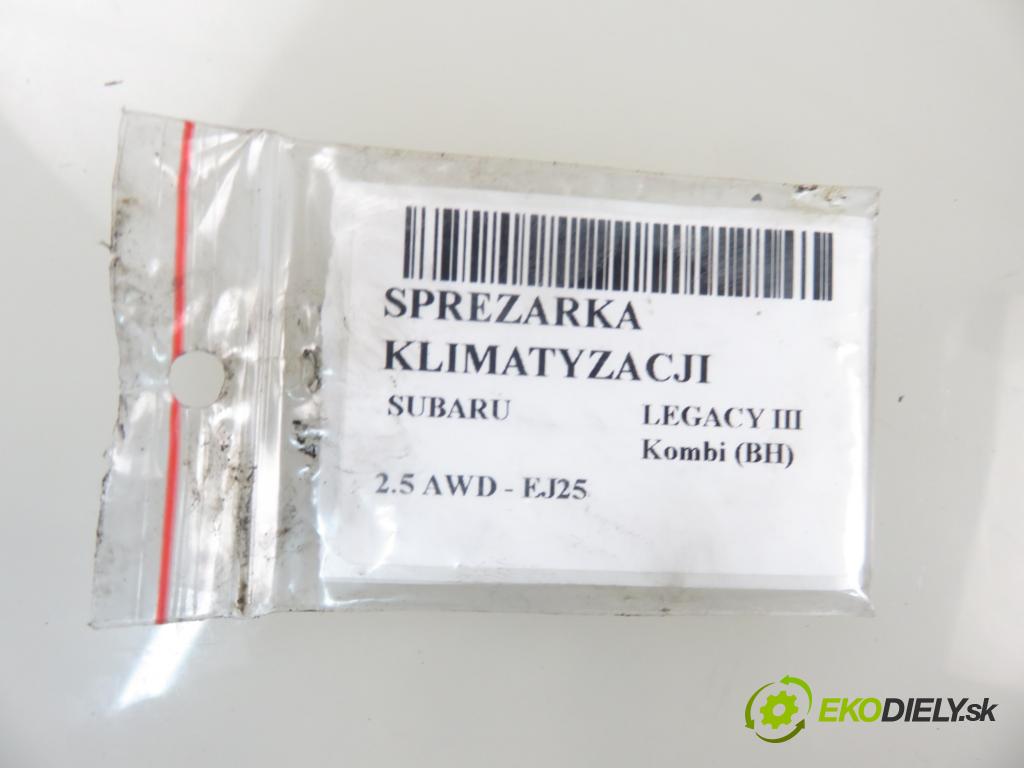 SPREZARKA
KLIMATYZACJI
SUBARU
LEGACY III
Kombi (BH)
2.5 AWD - EJ25
EKODIELY.sk